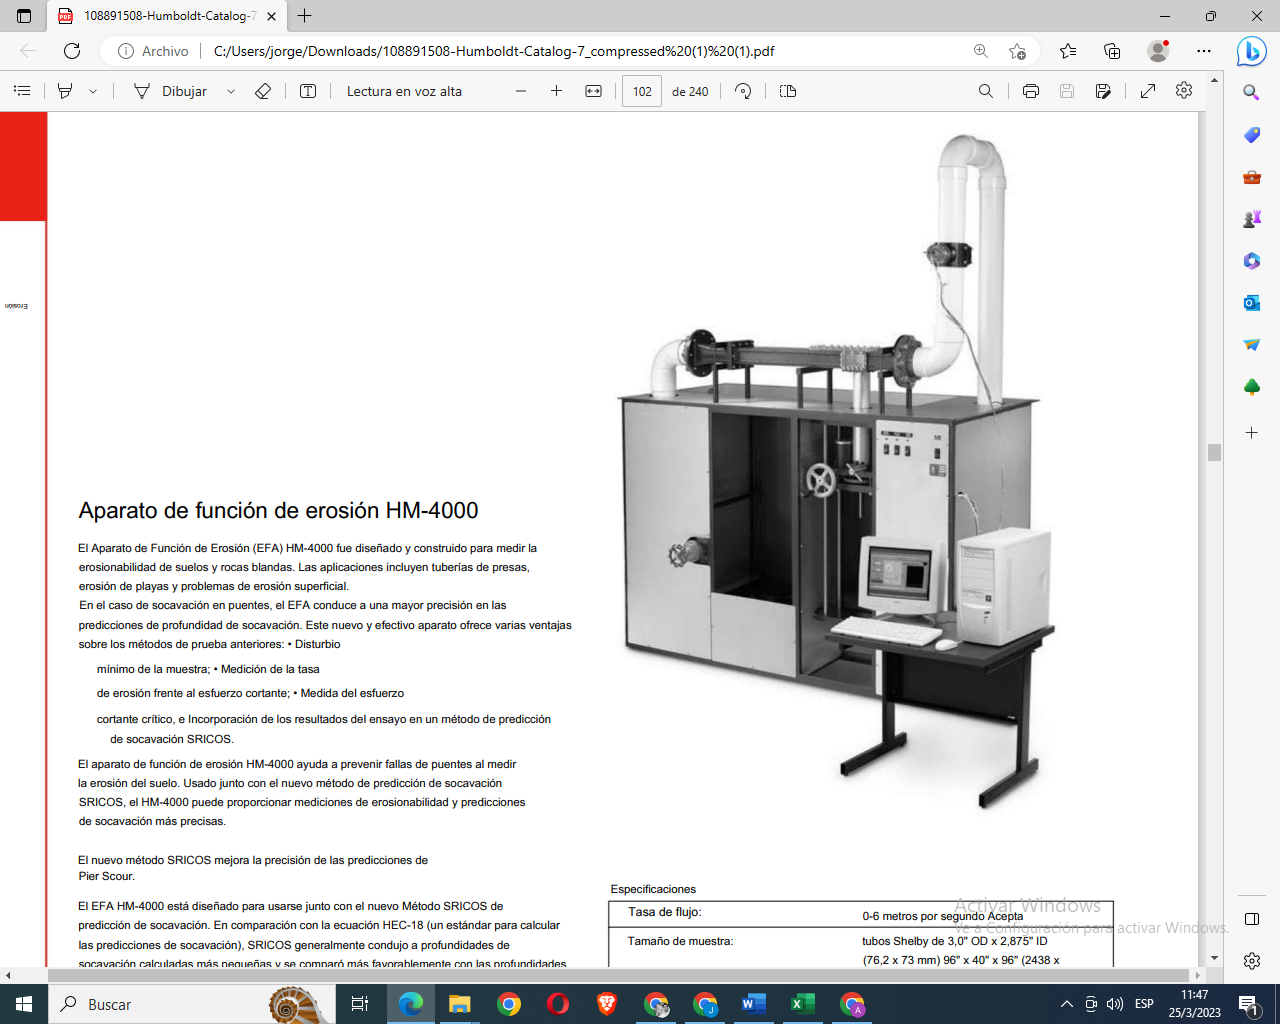 108891508-Humboldt-Catalog-7
Archivo
C:/Users/jorge/Downloads/108891508-Humboldt-Catalog-7_compressed%20(1)%20(1).pdf
Dibujar
Lectura en voz alta
102
de 240
Erosión
Aparato de función de erosión HM-4000
El Aparato de Función de Erosión (EFA) HM-4000 fue diseñado y construido para medir la
erosionabilidad de suelos y rocas blandas. Las aplicaciones incluyen tuberías de presas,
erosión de playas y problemas de erosión superficial.
En el caso de socavación en puentes, el EFA conduce a una mayor precisión en las
predicciones de profundidad de socavación. Este nuevo y efectivo aparato ofrece varias ventajas
sobre los métodos de prueba anteriores: • Disturbio
mínimo de la muestra; • Medición de la tasa
de erosión frente al esfuerzo cortante; • Medida del esfuerzo
cortante crítico, e Incorporación de los resultados del ensayo en un método de predicción
de socavación SRICOS.
El aparato de función de erosión HM-4000 ayuda a prevenir fallas de puentes al medir
la erosión del suelo. Usado junto con el nuevo método de predicción de socavación
SRICOS, el HM-4000 puede proporcionar mediciones de erosionabilidad y predicciones
de socavación más precisas.
El nuevo método SRICOS mejora la precisión de las predicciones de
Pier Scour.
El EFA HM-4000 está diseñado para usarse junto con el nuevo Método SRICOS de
predicción de socavación. En comparación con la ecuación HEC-18 (un estándar para calcular
las predicciones de socavación), SRICOS generalmente condujo a profundidades de
socavación calculadas más pequeñas y se comparó más favorablemente con las profundidades
Especificaciones
Tasa de flujo:
0-6 metros por segundo Acepta
Tamaño de muestra:
tubos Shelby de 3,0" OD x 2,875" ID
(76,2 x 73 mm) 96" x 40" x 96" (2438 x
Activar Windows
Ve a Configuración para activar Windows.
Buscar
ESP
11:47
25/3/2023
1